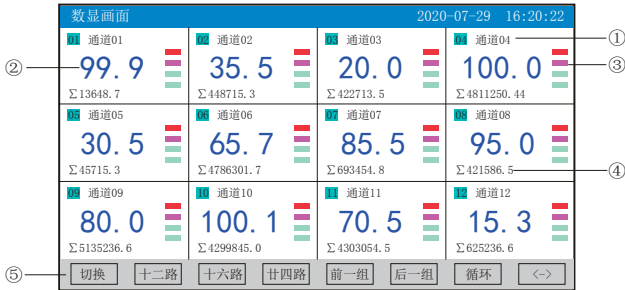 数显画面 2020-07-29 16:20:22
01 通道01 02 通道02 03 通道03 04 通道04 ①
② 99.9 35.5 20.0 100.0 ③
Σ13648.7 Σ448715.3 Σ422713.5 Σ4811250.44
05 通道05 06 通道06 07 通道07 08 通道08
30.5 65.7 85.5 95.0
Σ45715.3 Σ4786301.7 Σ693454.8 Σ421586.5 ④
09 通道09 10 通道10 11 通道11 12 通道12
80.0 100.1 70.5 15.3
Σ5135236.6 Σ4299845.0 Σ4303054.5 Σ625236.6
⑤ 切换 十二路 十六路 廿四路 前一组 后一组 循环 <->